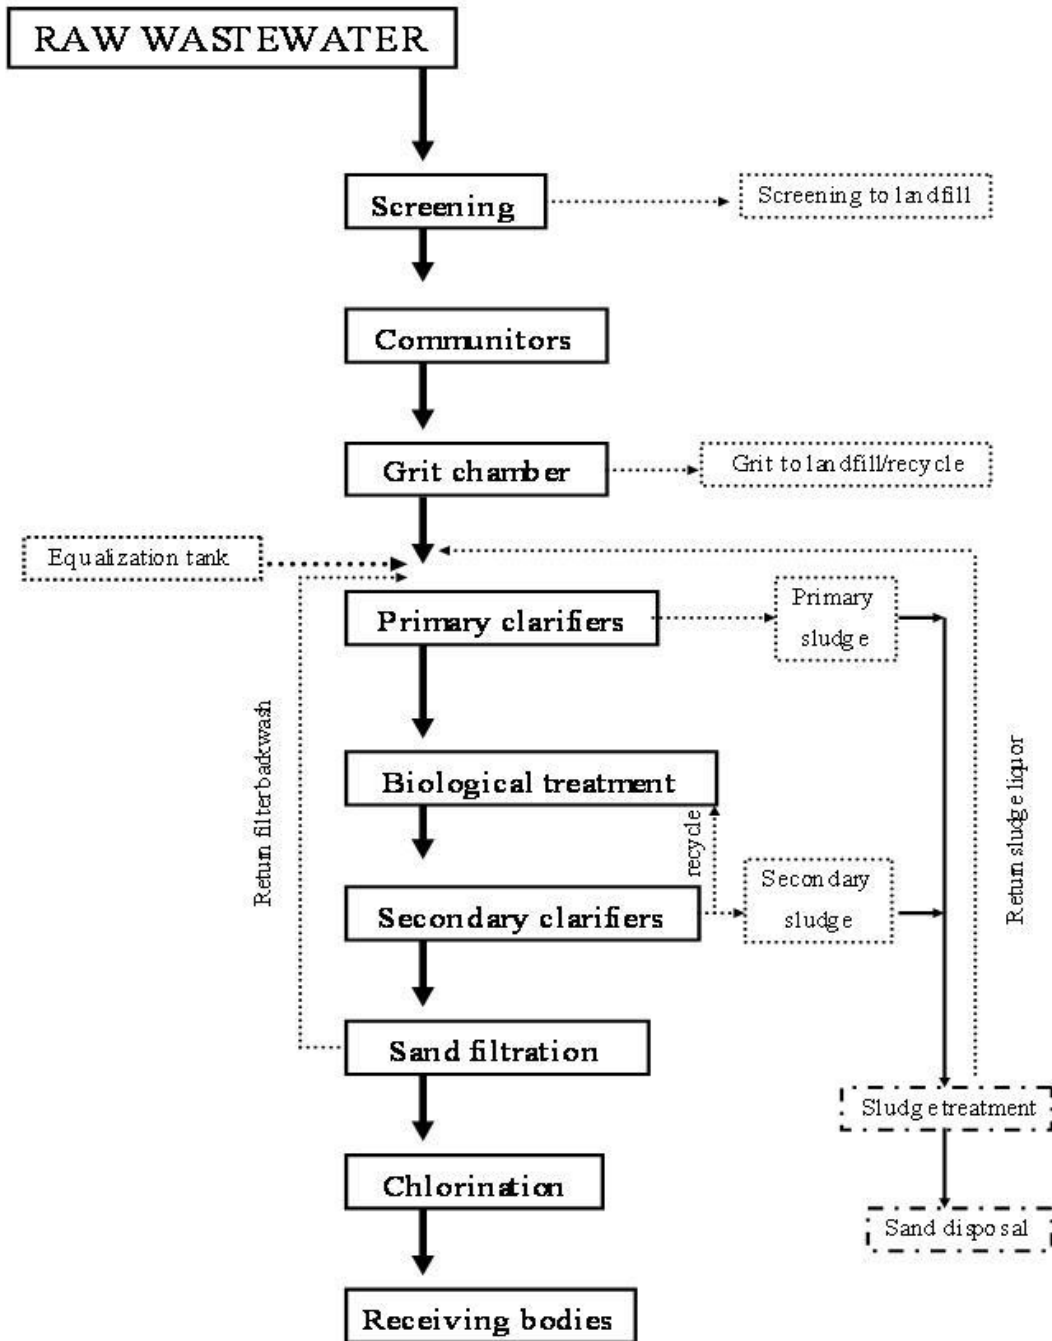 RAW WASTEWATER
Screening
Screening to landfill
Communitors
Grit chamber
Grit to landfill/recycle
Equalization tank
Primary clarifiers
Primary
sludge
Return filter backwash
Biological treatment
recycle
Return sludge liquor
Secondary clarifiers
Secondary
sludge
Sand filtration
Sludge treatment
Chlorination
Sand disposal
Receiving bodies